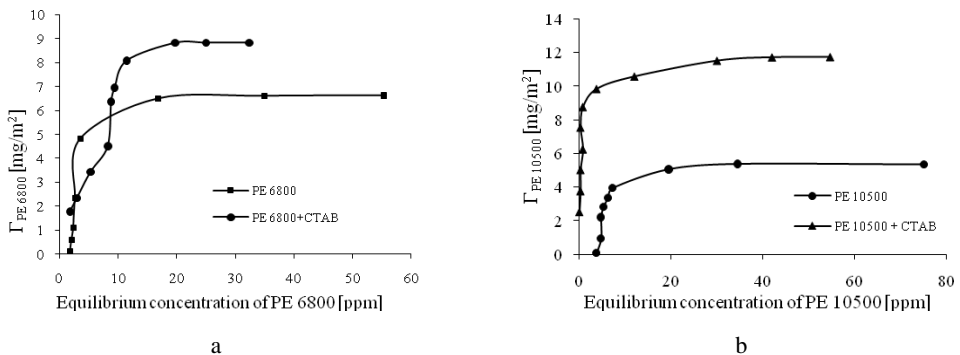 10
9
8
7
6
5
4
3
2
1
0
Γ PE 6800 [mg/m²]
PE 6800
PE 6800+CTAB
0 10 20 30 40 50 60
Equilibrium concentration of PE 6800 [ppm]
a
14
12
10
8
6
4
2
0
Γ PE 10500 [mg/m²]
PE 10500
PE 10500 + CTAB
0 20 40 60 80
Equilibrium concentration of PE 10500 [ppm]
b